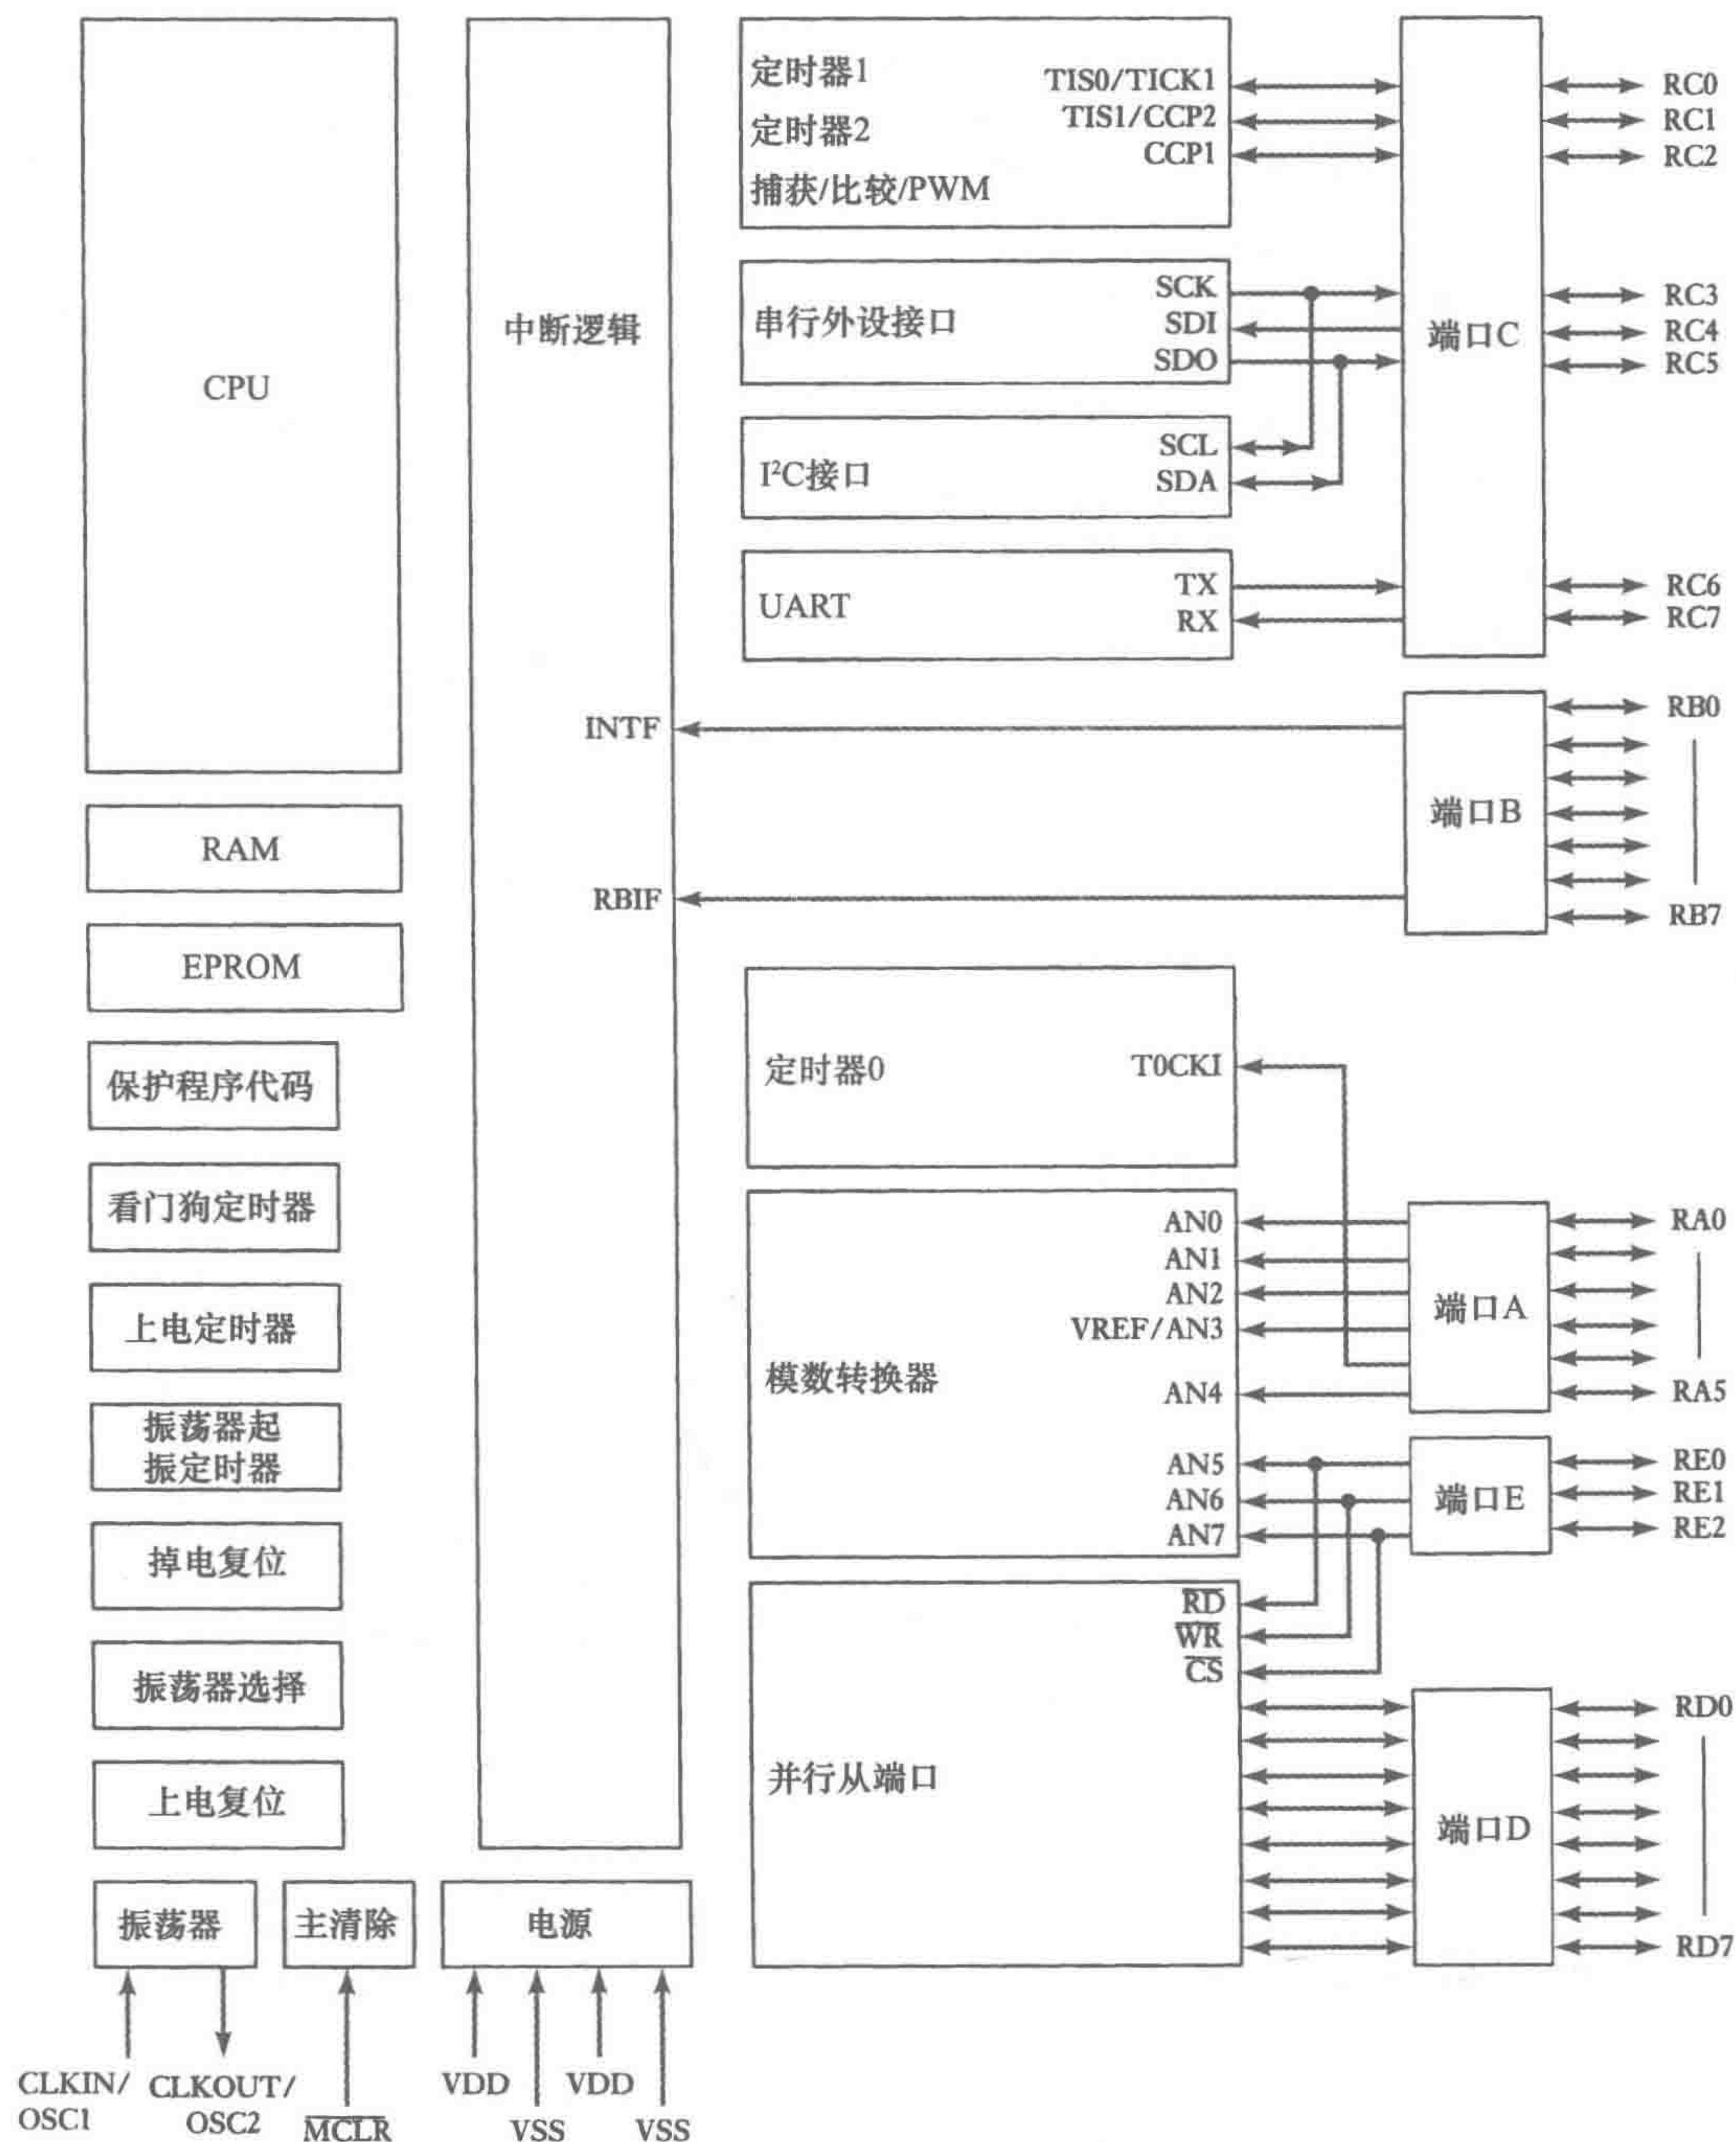 CPU
RAM
EPROM
保护程序代码
看门狗定时器
上电定时器
振荡器起
振定时器
掉电复位
振荡器选择
上电复位
振荡器
主清除
电源
CLKIN/
OSC1
CLKOUT/
OSC2
MCLR
VDD
VSS
VDD
VSS
中断逻辑
INTF
RBIF
定时器1
定时器2
捕获/比较/PWM
TIS0/TICK1
TIS1/CCP2
CCP1
串行外设接口
SCK
SDI
SDO
I²C接口
SCL
SDA
UART
TX
RX
端口C
RC0
RC1
RC2
RC3
RC4
RC5
RC6
RC7
端口B
RB0
RB7
定时器0
T0CKI
模数转换器
AN0
AN1
AN2
VREF/AN3
AN4
AN5
AN6
AN7
端口A
RA0
RA5
端口E
RE0
RE1
RE2
并行从端口
RD
WR
CS
端口D
RD0
RD7